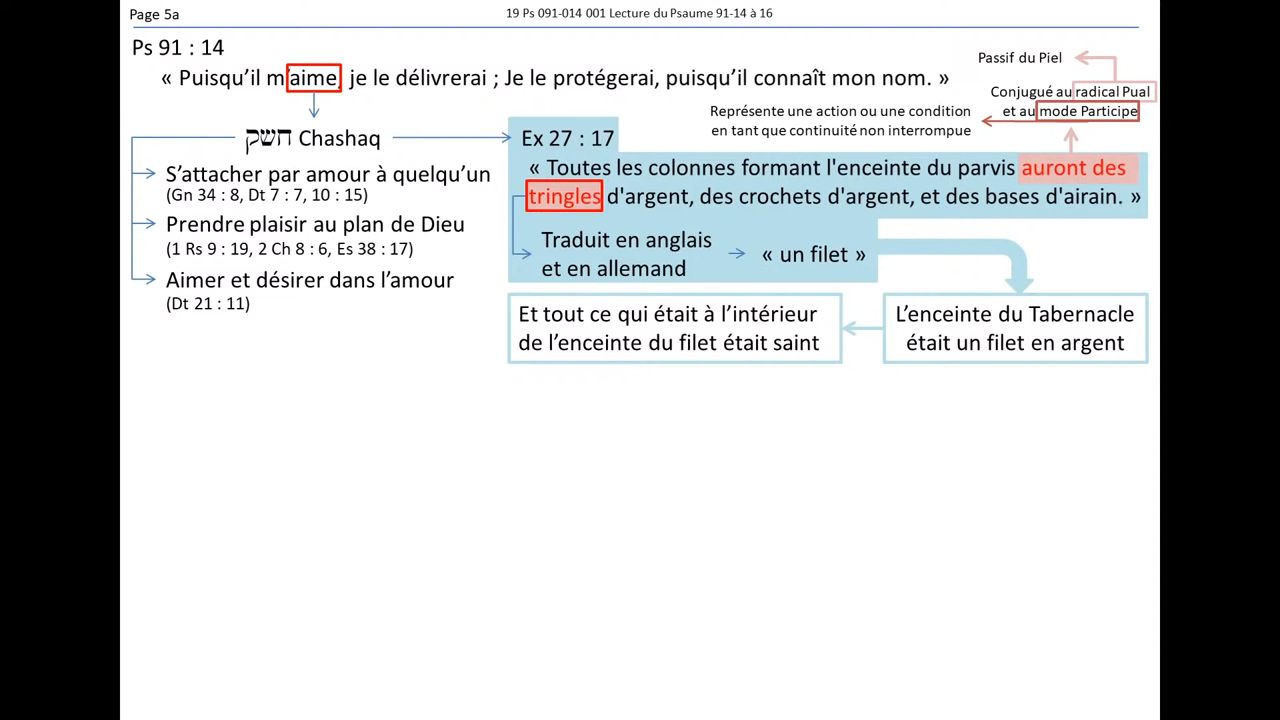 Page 5a
19 Ps 091-014 001 Lecture du Psaume 91-14 à 16
Ps 91 : 14
« Puisqu’il m’aime, je le délivrerai ; Je le protégerai, puisqu’il connaît mon nom. »
Passif du Piel
Conjugué au radical Pual
et au mode Participe
Représente une action ou une condition
en tant que continuité non interrompue
חשק Chashaq
S’attacher par amour à quelqu’un
(Gn 34 : 8, Dt 7 : 7, 10 : 15)
Prendre plaisir au plan de Dieu
(1 Rs 9 : 19, 2 Ch 8 : 6, Es 38 : 17)
Aimer et désirer dans l’amour
(Dt 21 : 11)
Ex 27 : 17
« Toutes les colonnes formant l'enceinte du parvis auront des
tringles d'argent, des crochets d'argent, et des bases d'airain. »
Traduit en anglais
et en allemand
« un filet »
L’enceinte du Tabernacle
était un filet en argent
Et tout ce qui était à l’intérieur
de l’enceinte du filet était saint